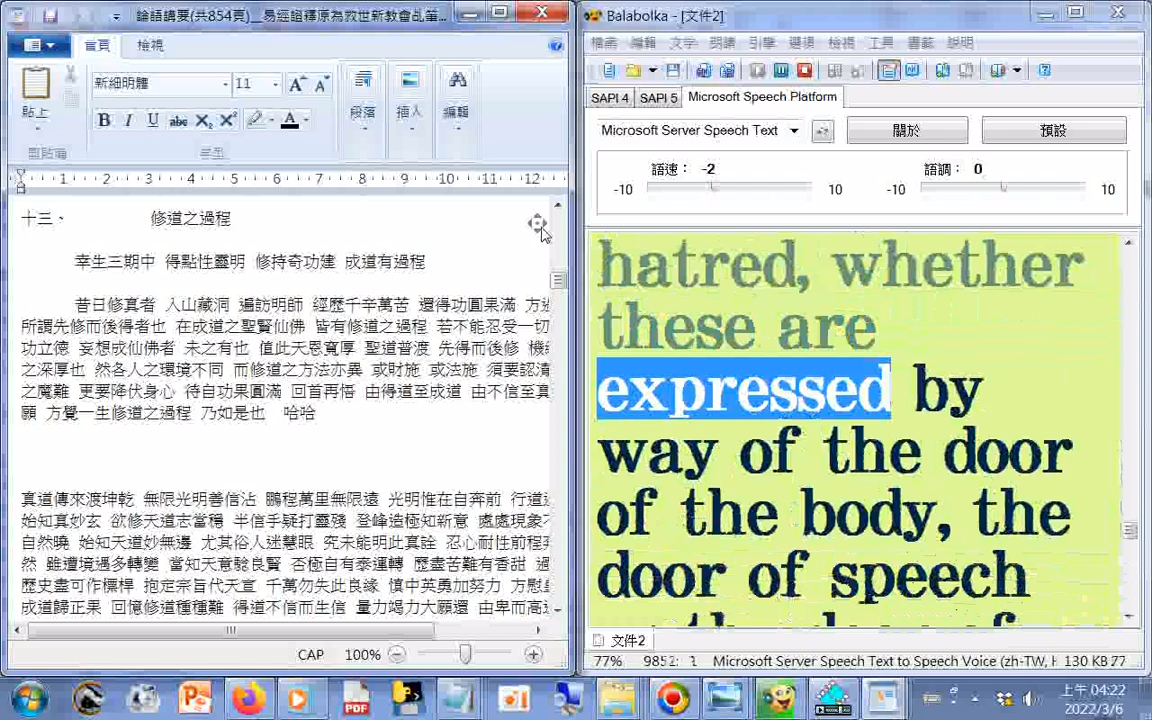 論語講要(共854頁)__易經證釋原為救世新教會乩筆...
Balabolka - [文件2]
首頁
檢視
檔案 編輯 文字 朗讀 引擎 選項 檢視 工具 書籤 說明
貼上
新細明體
11
段落
插入
編輯
剪貼簿
字型
SAPI 4
SAPI 5
Microsoft Speech Platform
Microsoft Server Speech Text
關於
預設
語速： -2
語調： 0
-10
10
-10
10
1 2 3 4 5 6 7 8 9 10 11 12
十三、 修道之過程
幸生三期中 得點性靈明 修持奇功建 成道有過程
昔日修真者 入山藏洞 遍訪明師 經歷千辛萬苦 還得功圓果滿 方
所謂先修而後得者也 在成道之聖賢仙佛 皆有修道之過程 若不能忍受一切
功立德 妄想成仙佛者 未之有也 值此天恩寬厚 聖道普渡 先得而後修 機
之深厚也 然各人之環境不同 而修道之方法亦異 或財施 或法施 須要認清
之魔難 更要降伏身心 待自功果圓滿 回首再悟 由得道至成道 由不信至真
願 方覺一生修道之過程 乃如是也 哈哈
真道傳來渡坤乾 無限光明善信沾 鵬程萬里無限遠 光明惟在自奔前 行道
始知真妙玄 欲修天道志當穩 半信半疑打靈殘 登峰造極知新意 處處現象
自然曉 始知天道妙無邊 尤其俗人迷慧眼 究未能明此真詮 忍心耐性前程
然 雖遭境遇多轉變 當知天意驗良賢 否極自有泰運轉 歷盡苦難有香甜
歷史盡可作標桿 抱定宗旨代天宣 千萬勿失此良緣 慎中英勇加努力 方慰
成道歸正果 回憶修道種種難 得道不信而生信 量力竭力大願還 由卑而高
hatred, whether
these are
expressed by
way of the door
of the body, the
door of speech
文件2
CAP
100%
77%
9852: 1
Microsoft Server Speech Text to Speech Voice (zh-TW, H
130 KB
77
上午 04:22
2022/3/6